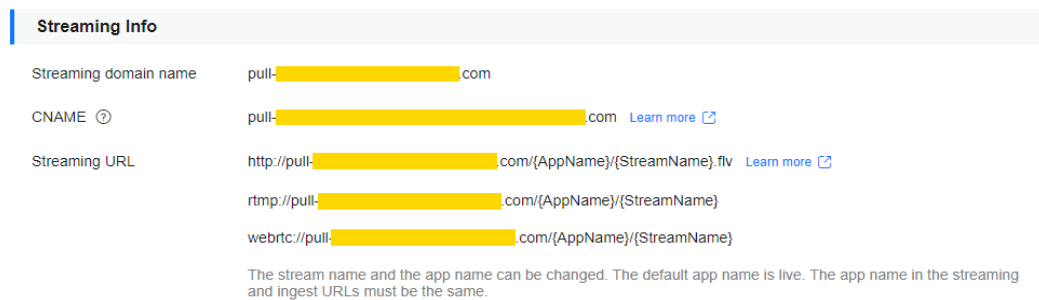 Streaming Info
Streaming domain name pull- .com
CNAME pull- .com Learn more
Streaming URL http://pull- .com/{AppName}/{StreamName}.flv Learn more
rtmp://pull- .com/{AppName}/{StreamName}
webrtc://pull- .com/{AppName}/{StreamName}
The stream name and the app name can be changed. The default app name is live. The app name in the streaming
and ingest URLs must be the same.